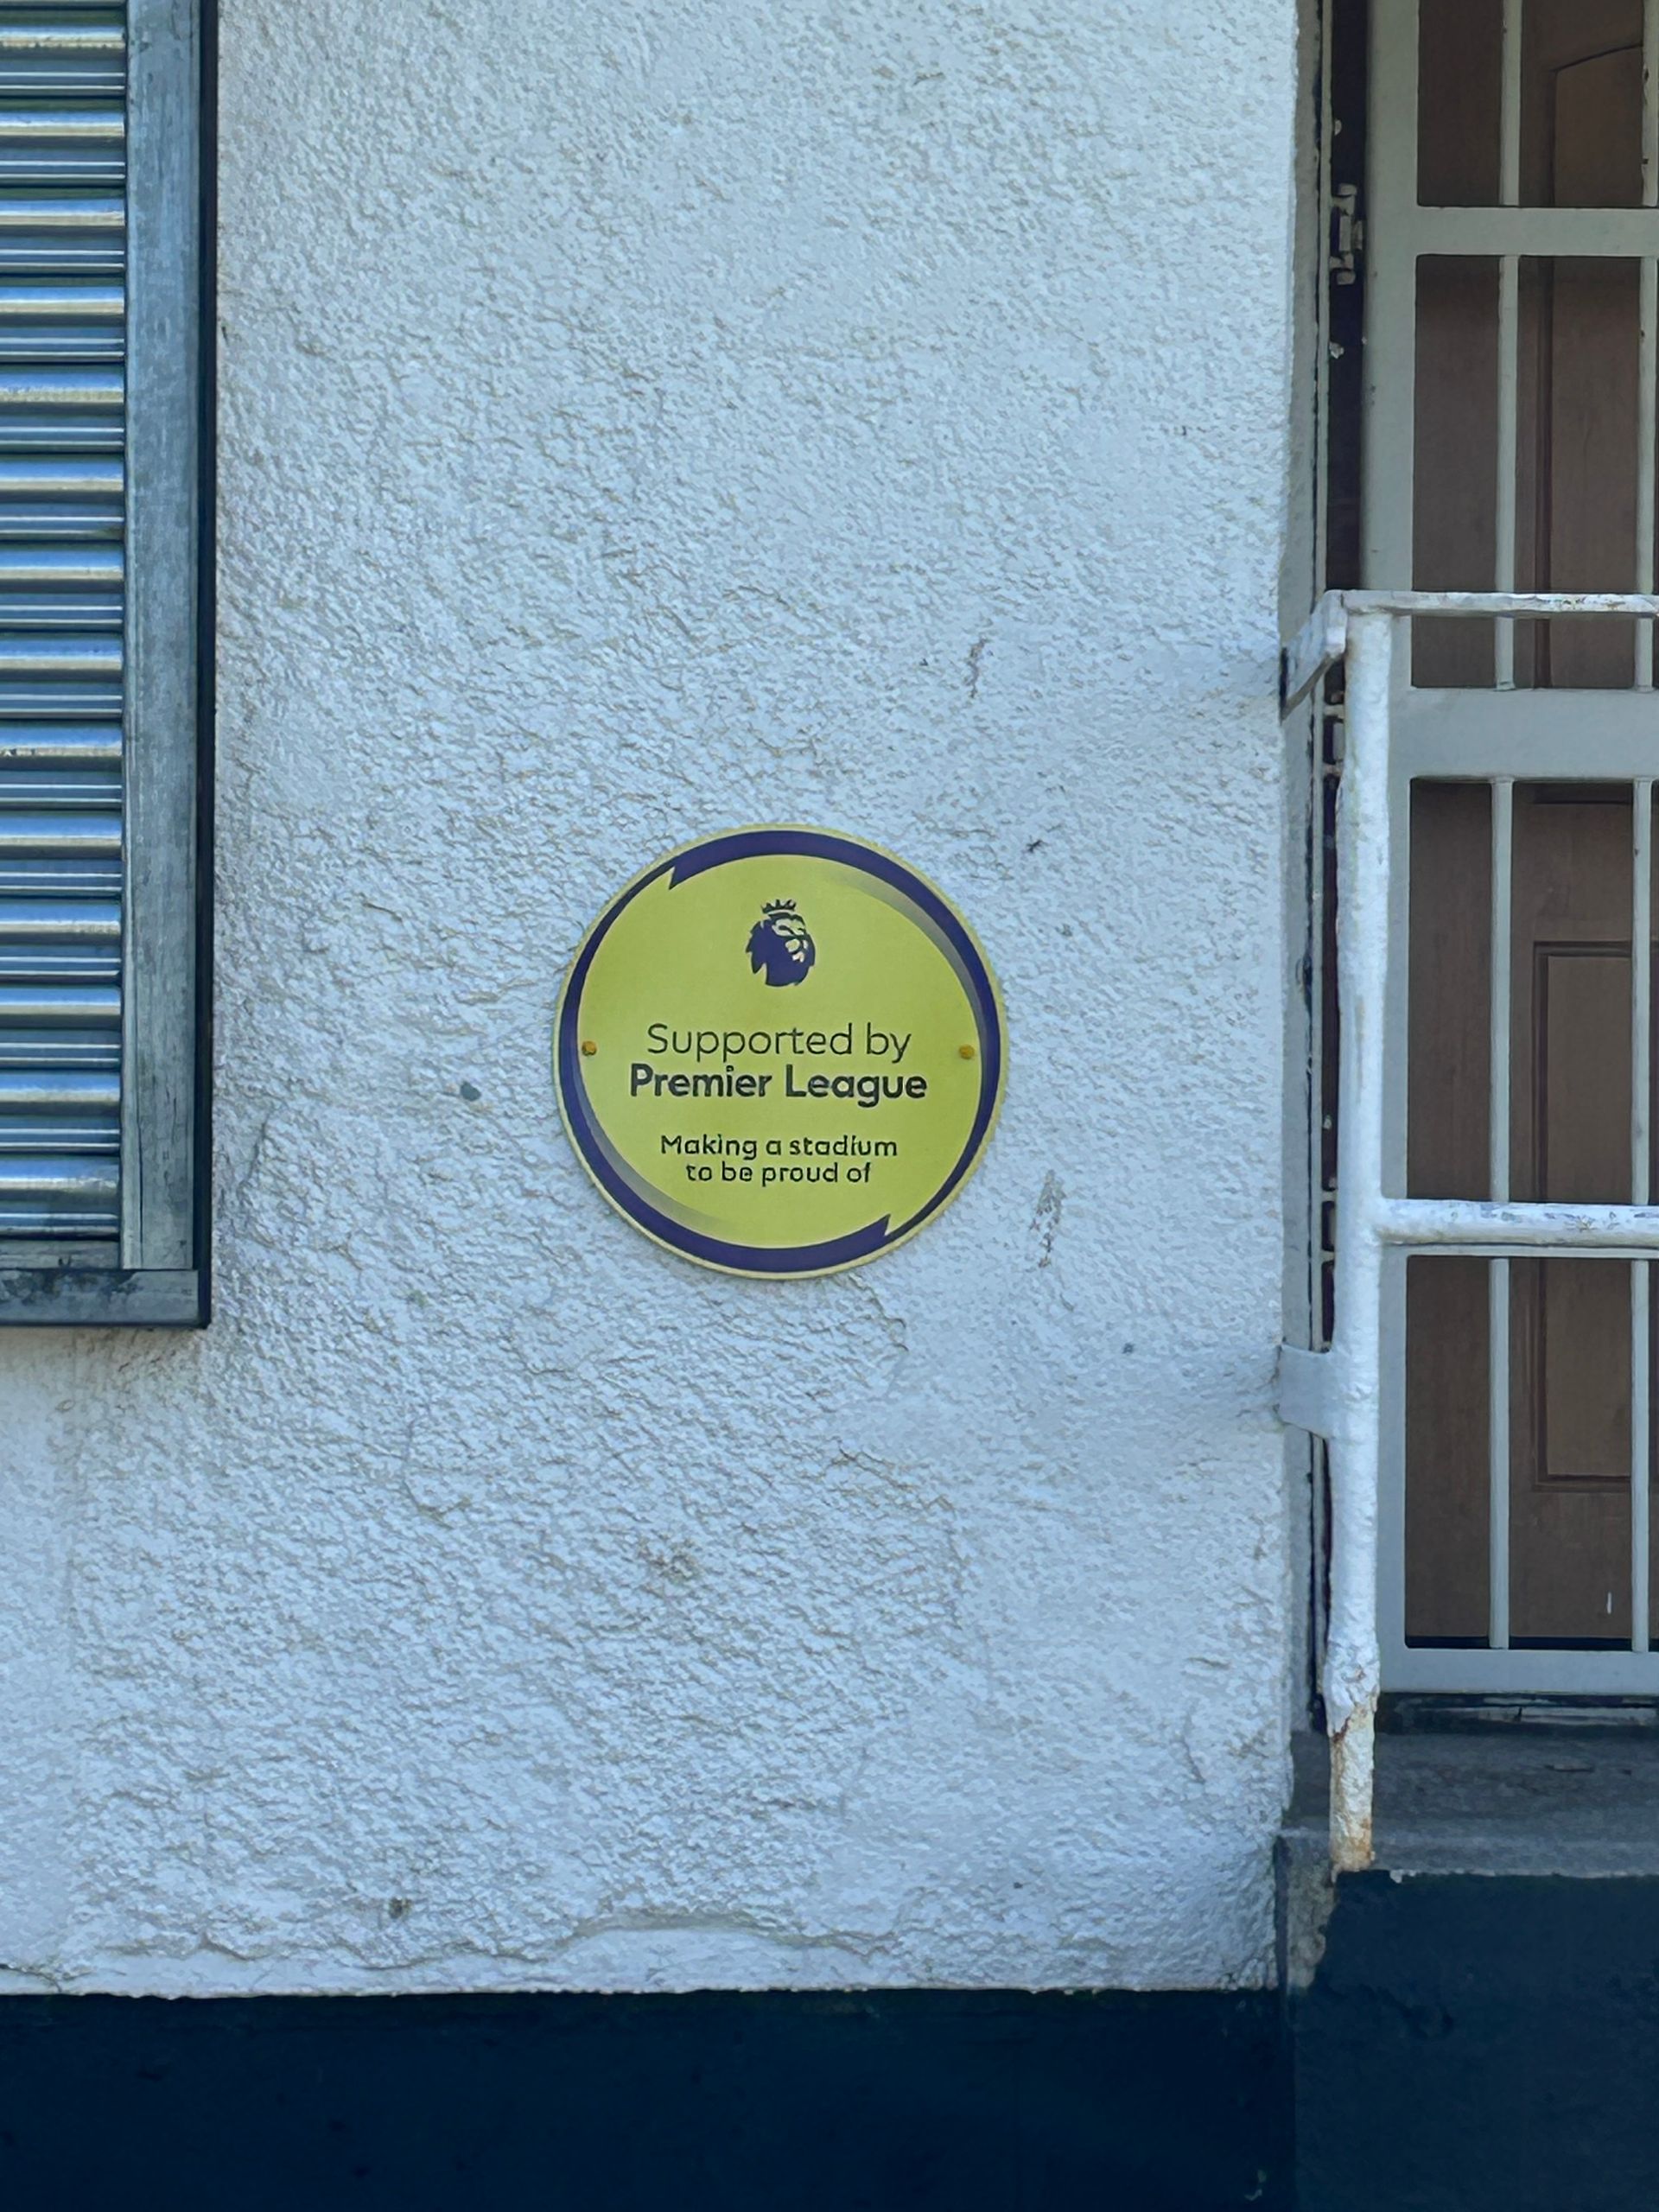 Supported by
Premier League
Making a stadium
to be proud of